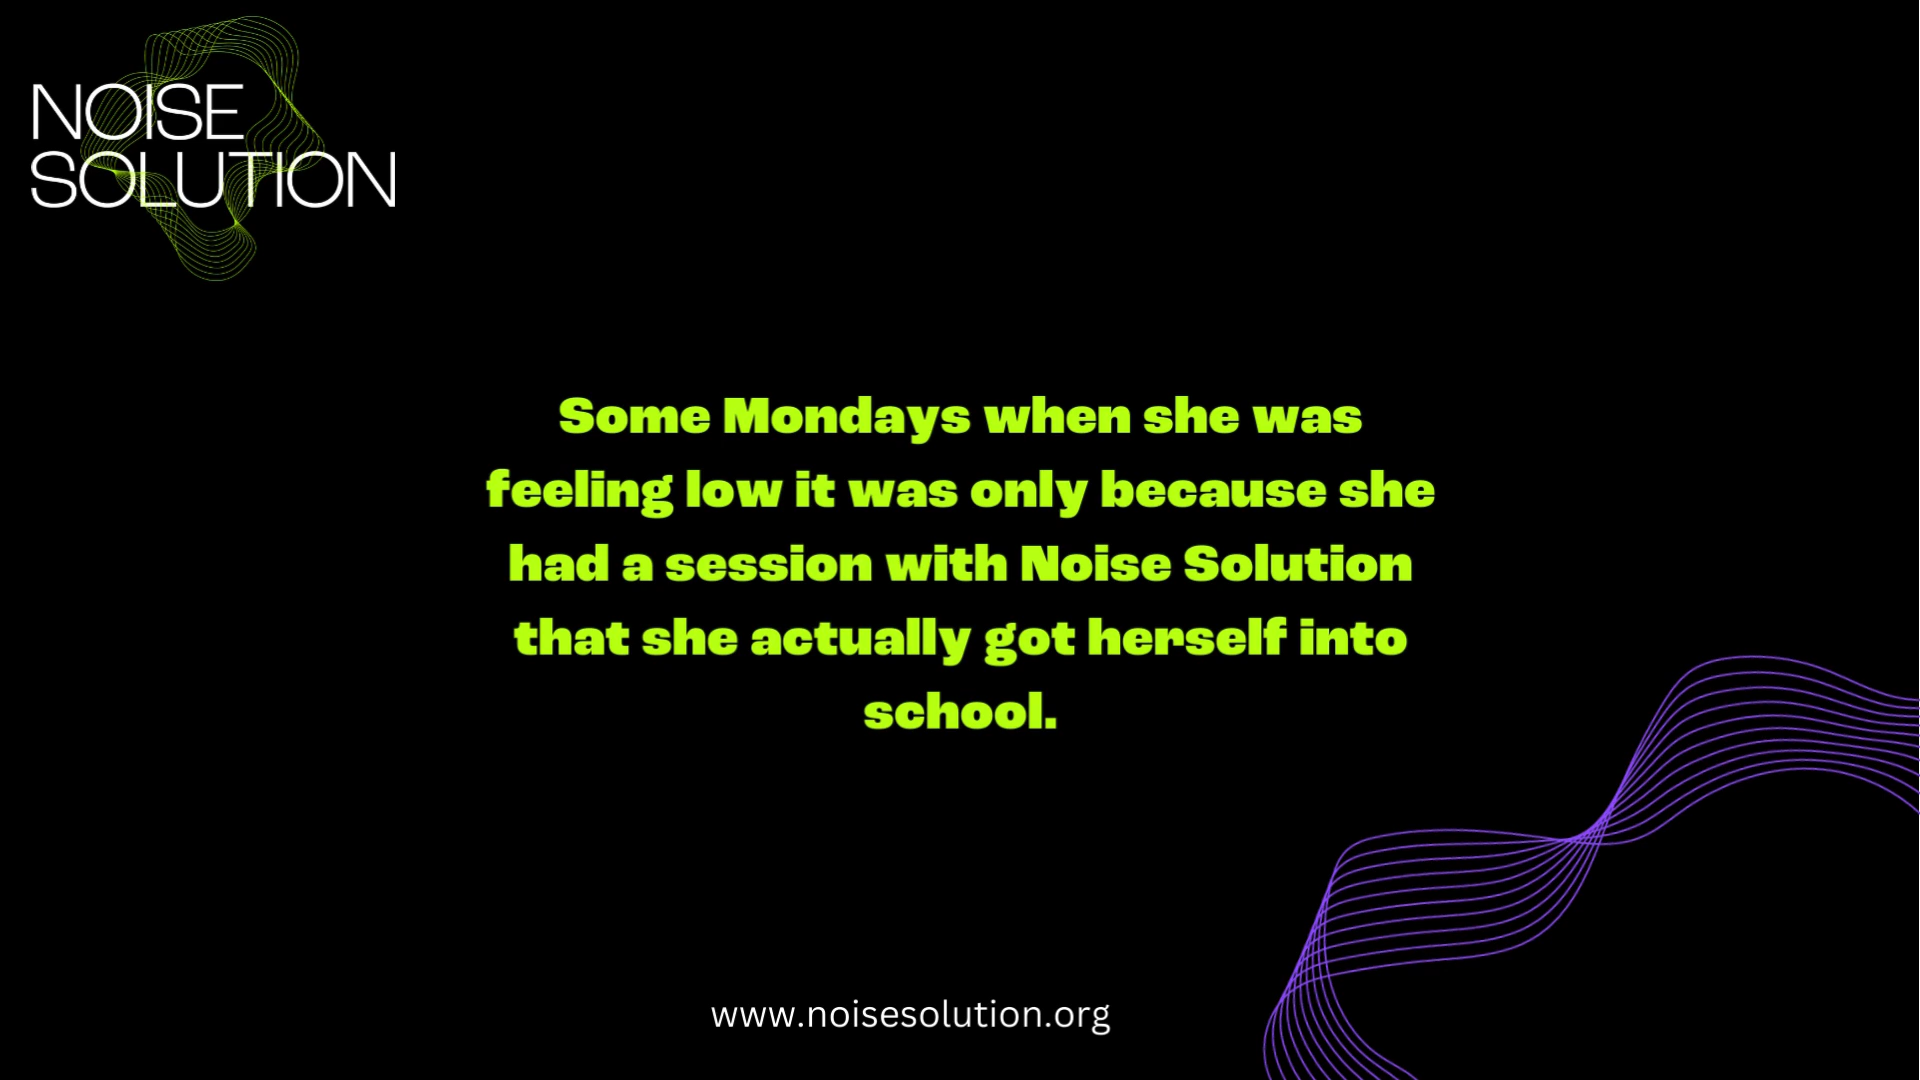 NOISE
SOLUTION
Some Mondays when she was
feeling low it was only because she
had a session with Noise Solution
that she actually got herself into
school.
www.noisesolution.org